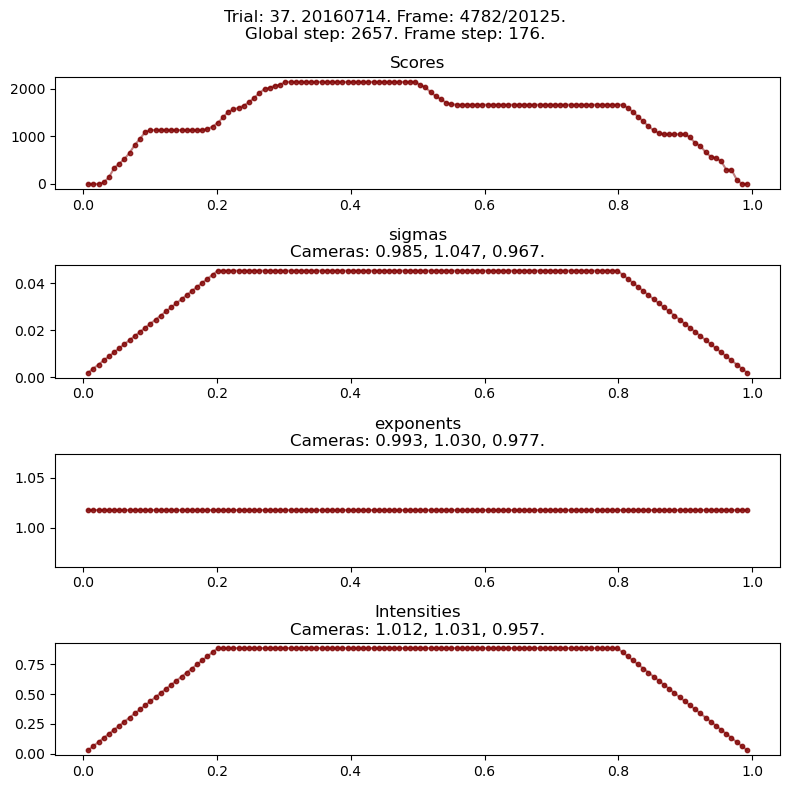 Trial: 37. 20160714. Frame: 4782/20125.
Global step: 2657. Frame step: 176.
Scores
2000
1000
0
0.0 0.2 0.4 0.6 0.8 1.0
sigmas
Cameras: 0.985, 1.047, 0.967.
0.04
0.02
0.00
0.0 0.2 0.4 0.6 0.8 1.0
exponents
Cameras: 0.993, 1.030, 0.977.
1.05
1.00
0.0 0.2 0.4 0.6 0.8 1.0
Intensities
Cameras: 1.012, 1.031, 0.957.
0.75
0.50
0.25
0.00
0.0 0.2 0.4 0.6 0.8 1.0